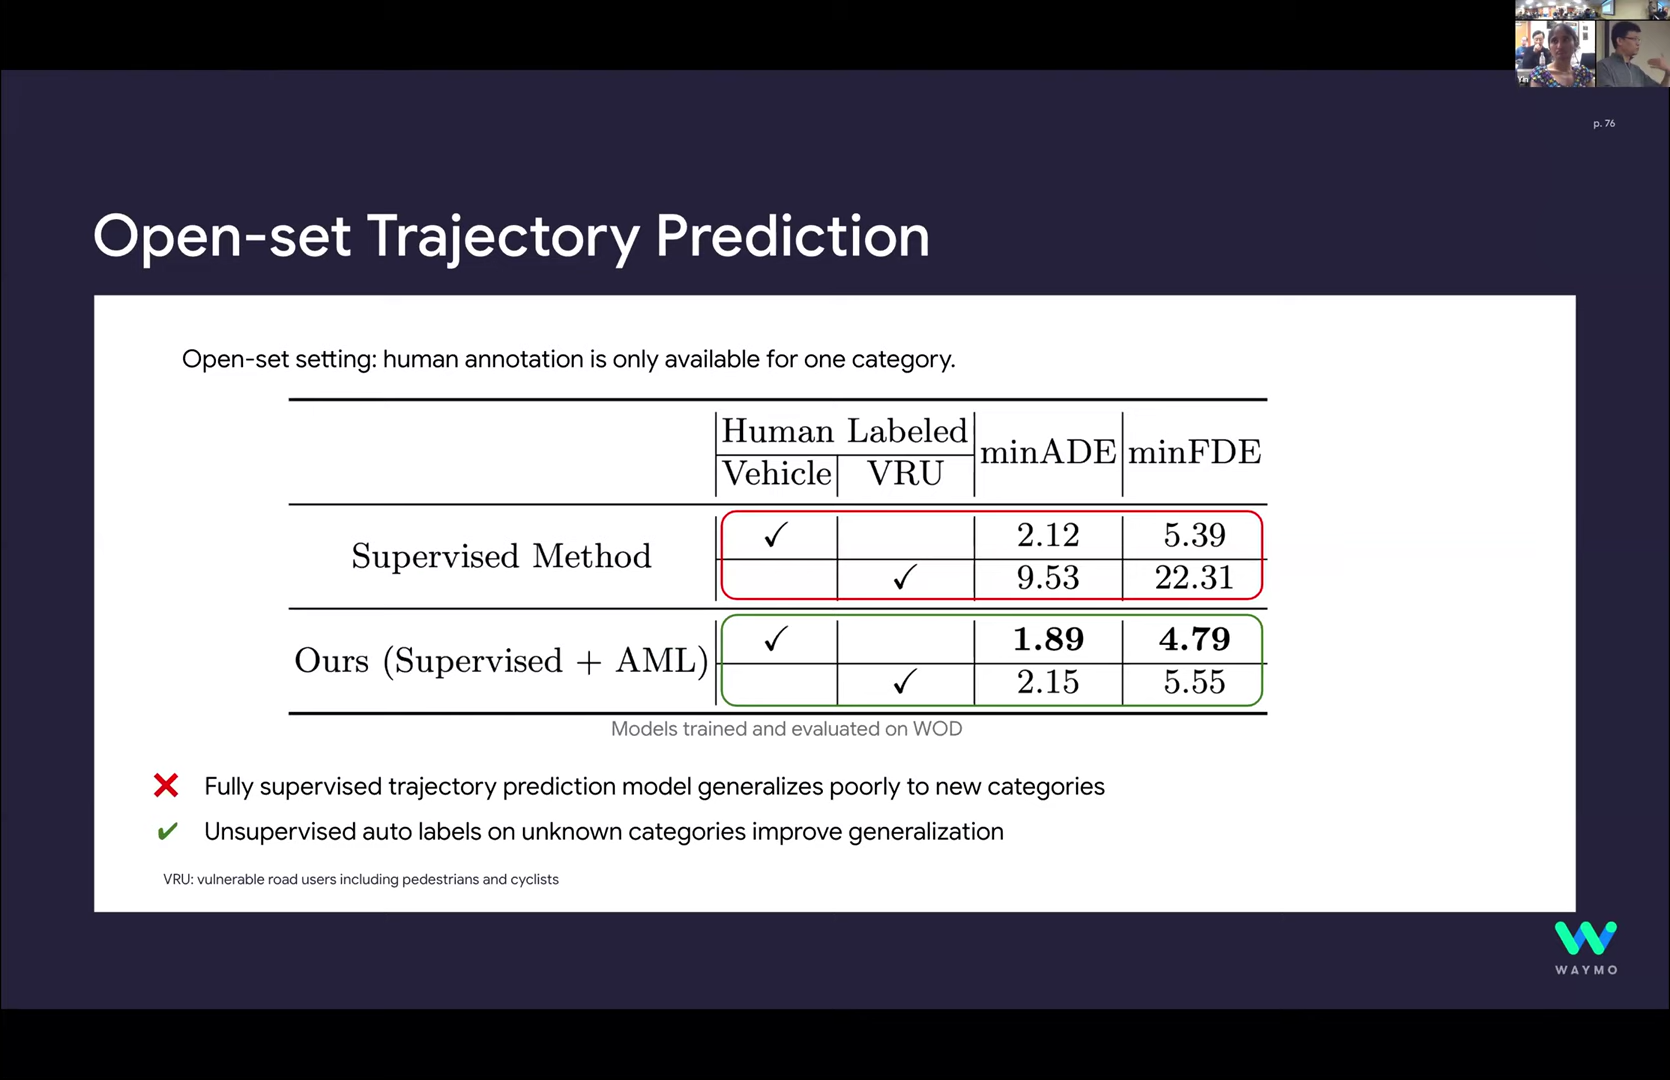 p. 76
Open-set Trajectory Prediction
Open-set setting: human annotation is only available for one category.
Human Labeled
minADE
minFDE
Vehicle
VRU
Supervised Method
✓ 2.12 5.39
✓ 9.53 22.31
Ours (Supervised + AML)
✓ 1.89 4.79
✓ 2.15 5.55
Models trained and evaluated on WOD
❌ Fully supervised trajectory prediction model generalizes poorly to new categories
✔ Unsupervised auto labels on unknown categories improve generalization
VRU: vulnerable road users including pedestrians and cyclists
WAYMO